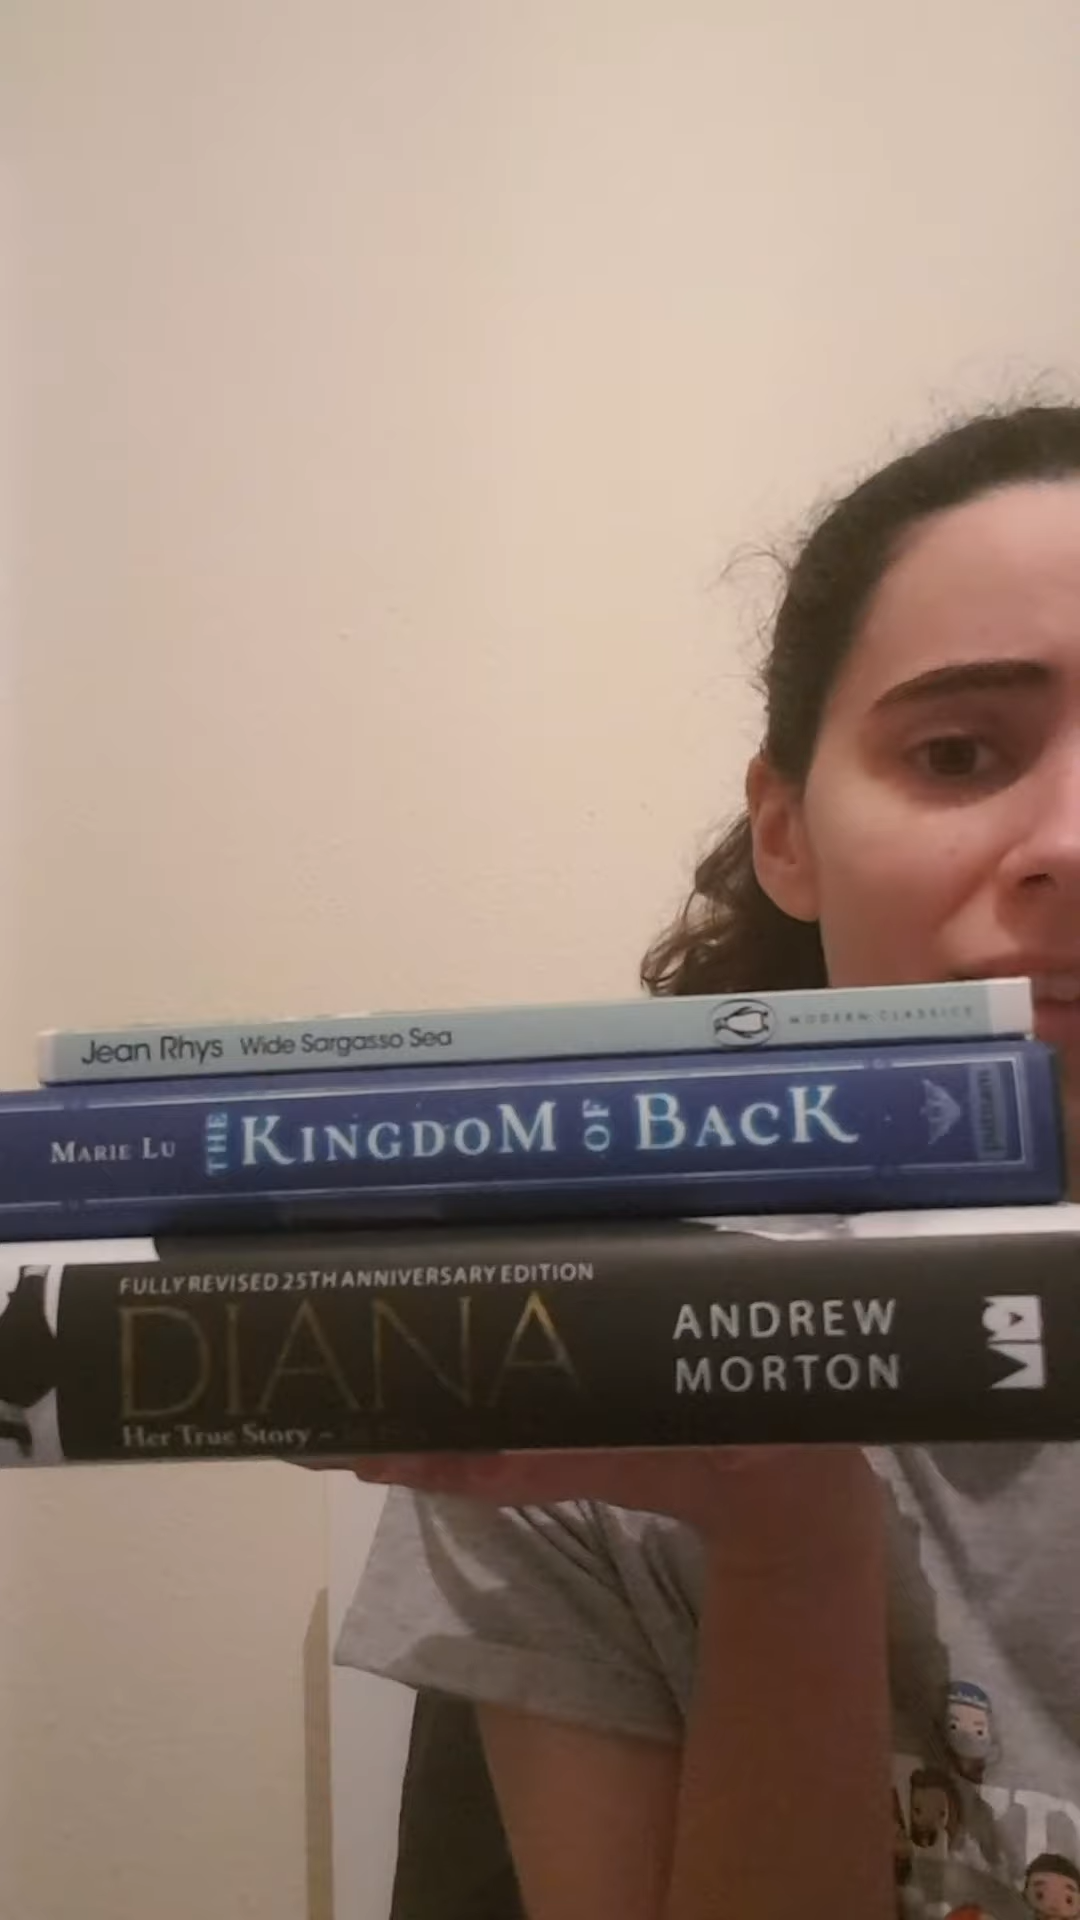 Jean Rhys Wide Sargasso Sea MODERN CLASSICS
MARIE LU THE KINGDOM OF BACK
FULLY REVISED 25TH ANNIVERSARY EDITION
DIANA
Her True Story –
ANDREW
MORTON